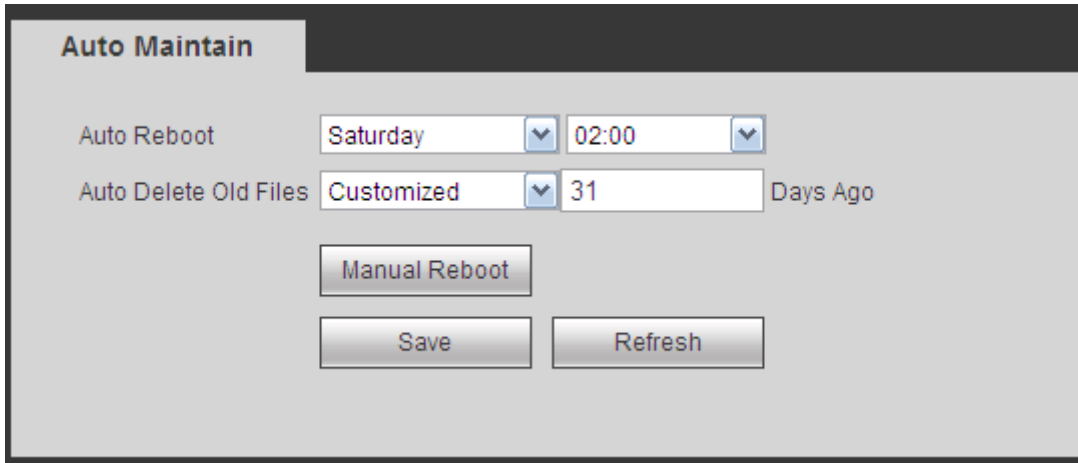 Auto Maintain
Auto Reboot Saturday 02:00
Auto Delete Old Files Customized 31 Days Ago
Manual Reboot
Save Refresh